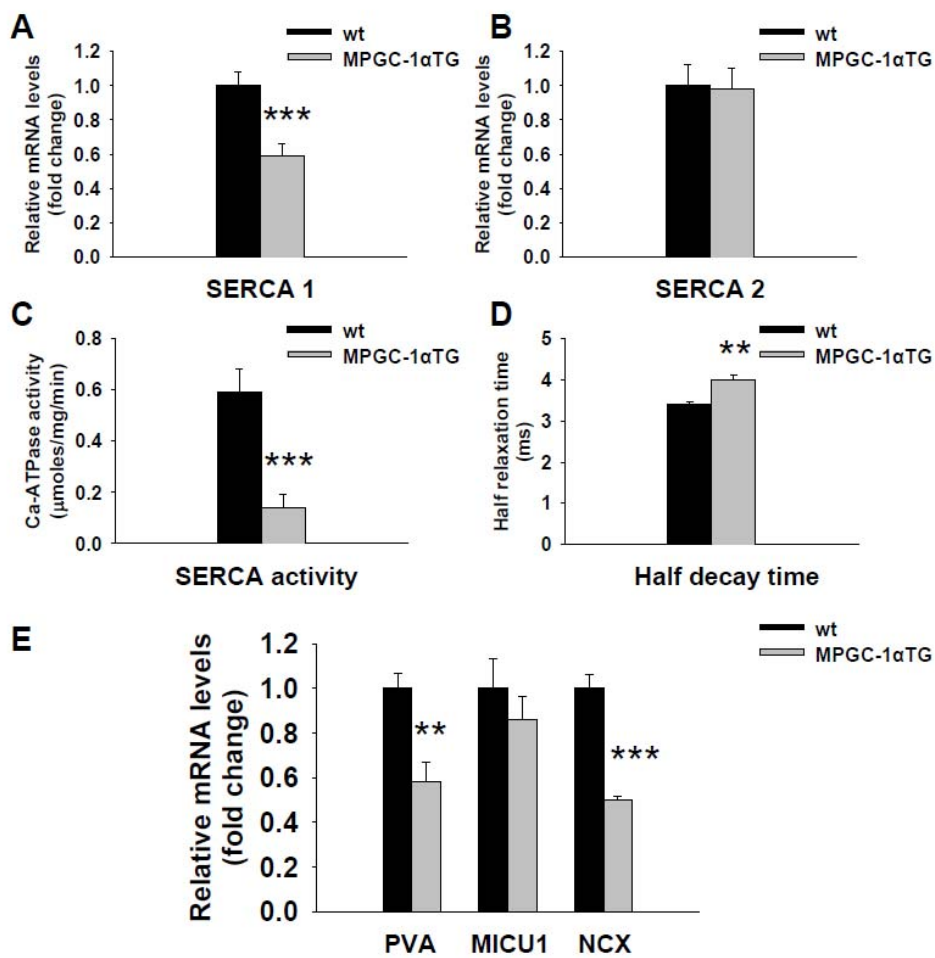 A
wt
MPGC-1αTG
Relative mRNA levels
(fold change)
1.2
1.0
0.8
0.6
0.4
0.2
0.0
***
SERCA 1
B
wt
MPGC-1αTG
Relative mRNA levels
(fold change)
1.2
1.0
0.8
0.6
0.4
0.2
0.0
SERCA 2
C
wt
MPGC-1αTG
Ca-ATPase activity
(µmoles/mg/min)
0.8
0.6
0.4
0.2
0.0
***
SERCA activity
D
wt
MPGC-1αTG
Half relaxation time
(ms)
5
4
3
2
1
0
**
Half decay time
E
wt
MPGC-1αTG
Relative mRNA levels
(fold change)
1.2
1.0
0.8
0.6
0.4
0.2
0.0
**
***
PVA MICU1 NCX